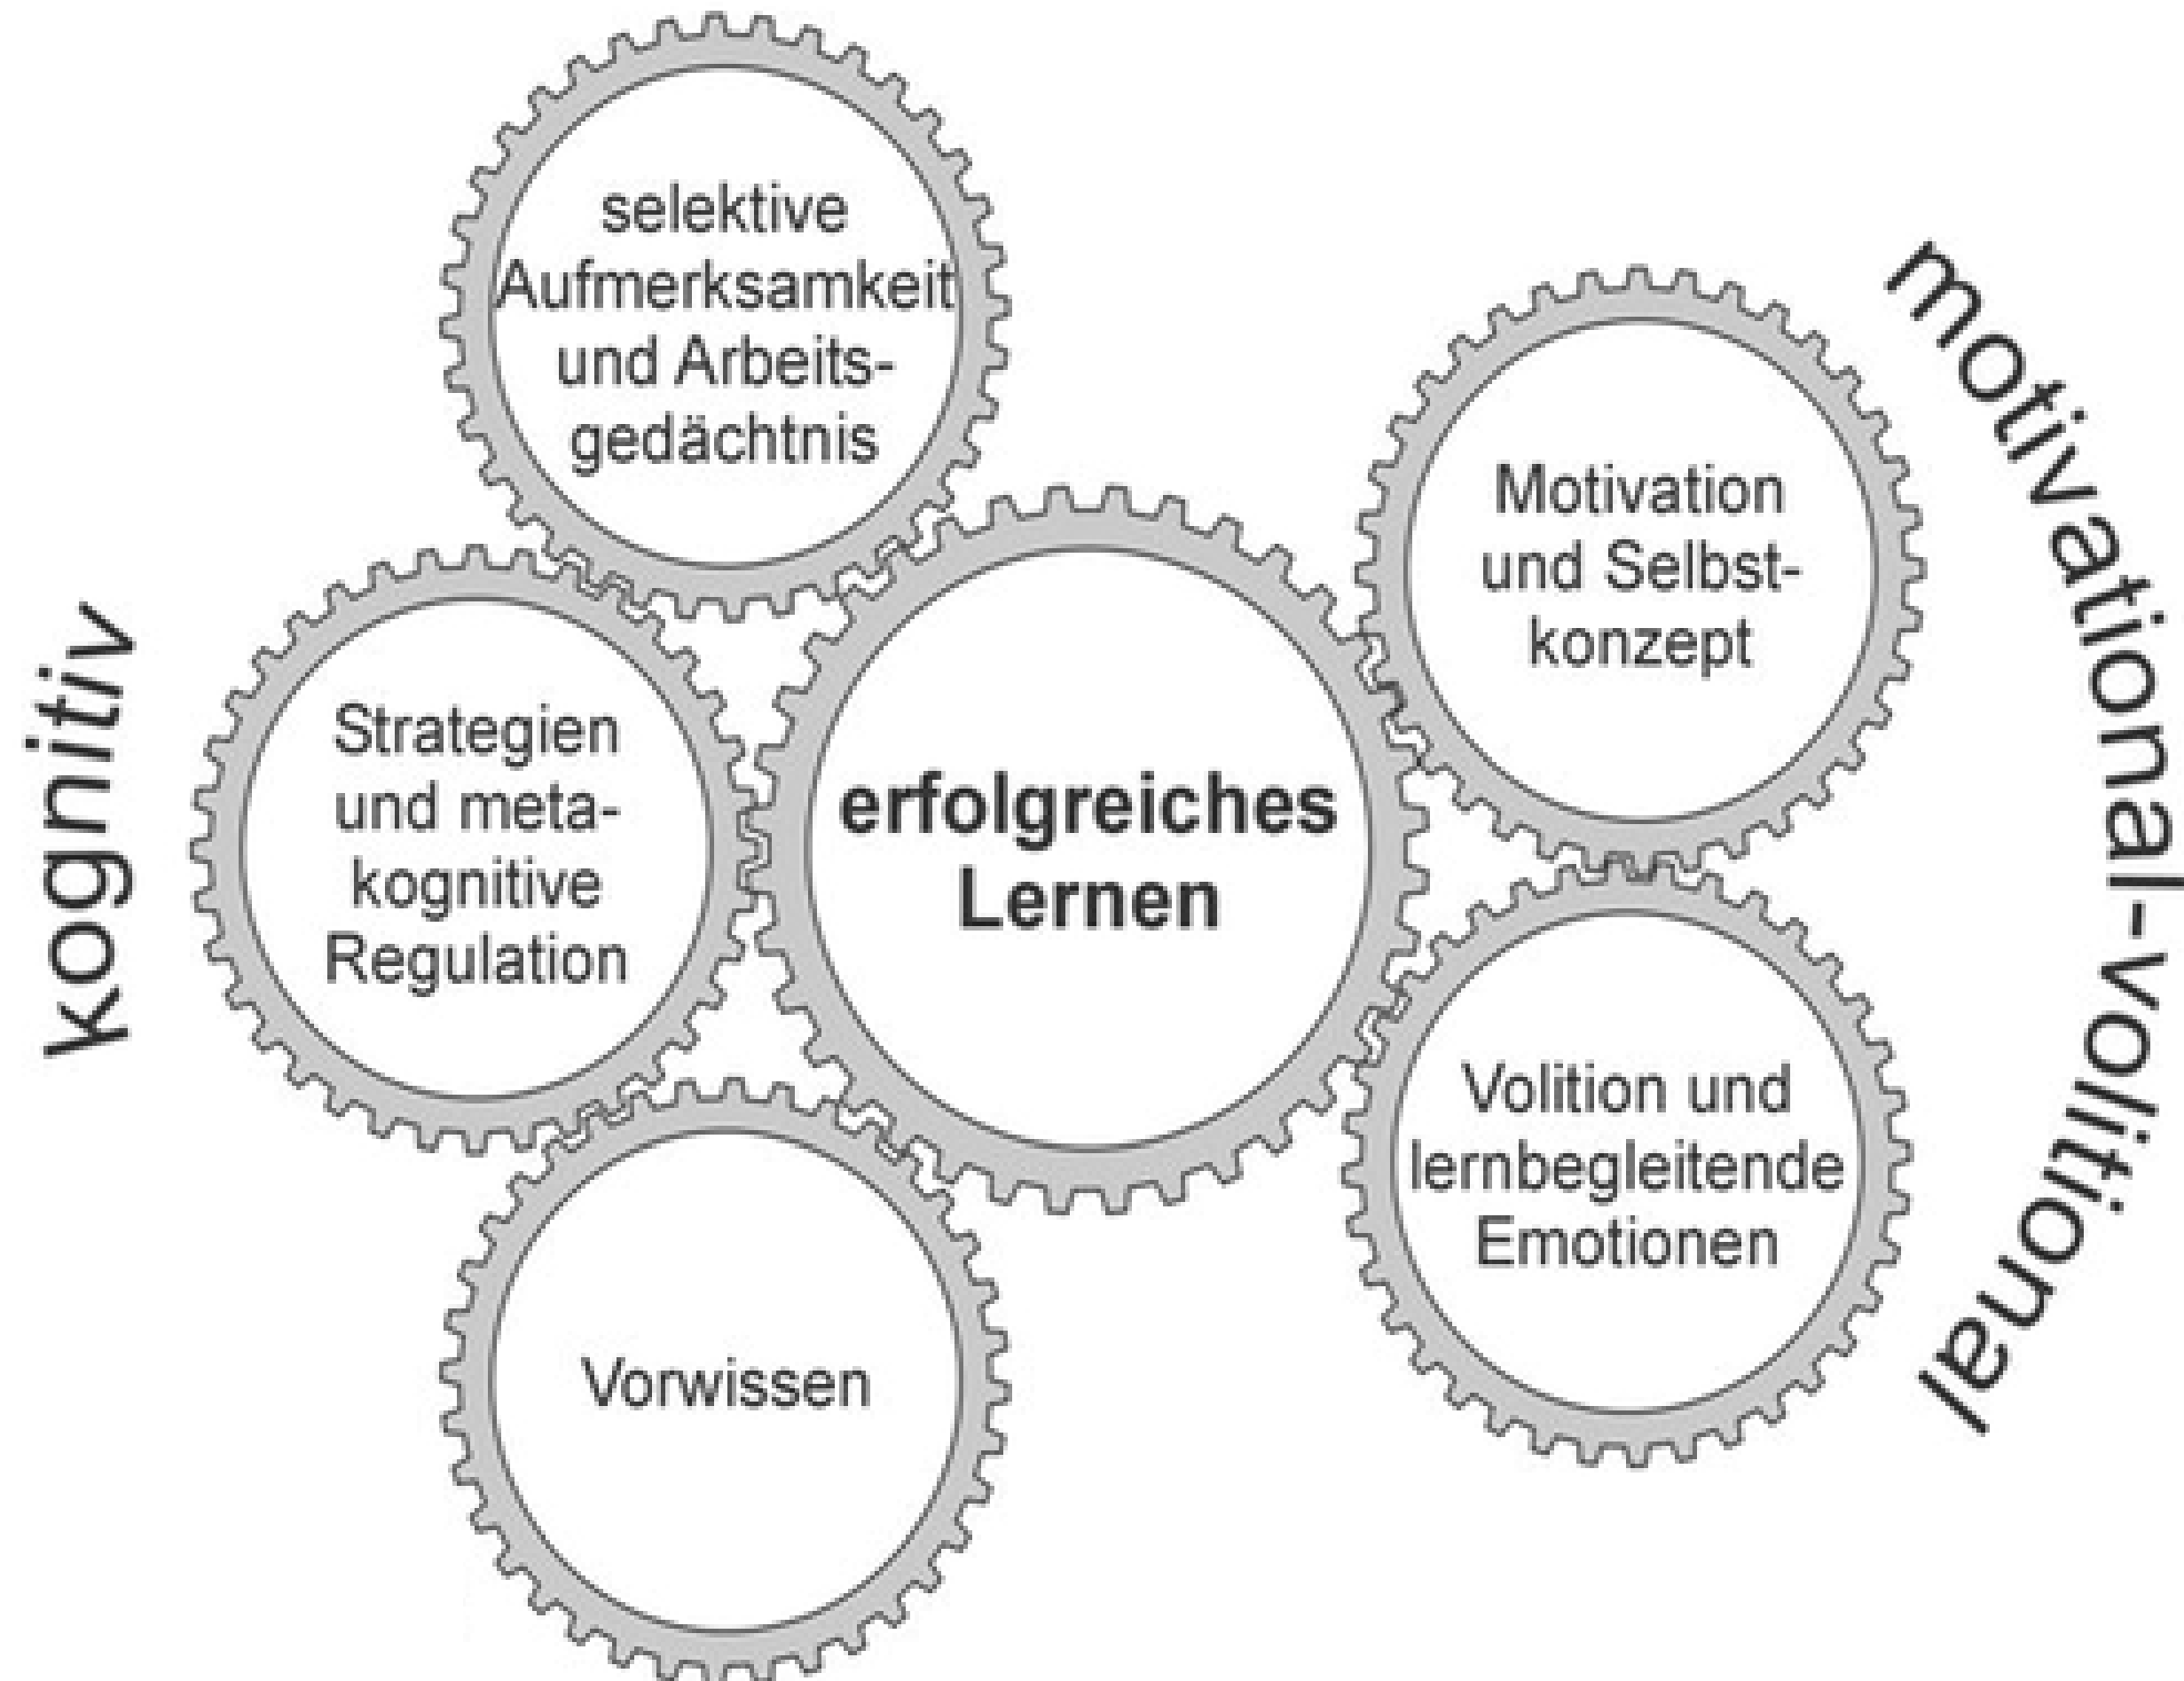 selektive
Aufmerksamkeit
und Arbeits-
gedächtnis
kognitiv
Strategien
und meta-
kognitive
Regulation
Vorwissen
erfolgreiches
Lernen
Motivation
und Selbst-
konzept
Volition und
lernbegleitende
Emotionen
motivational-volitional